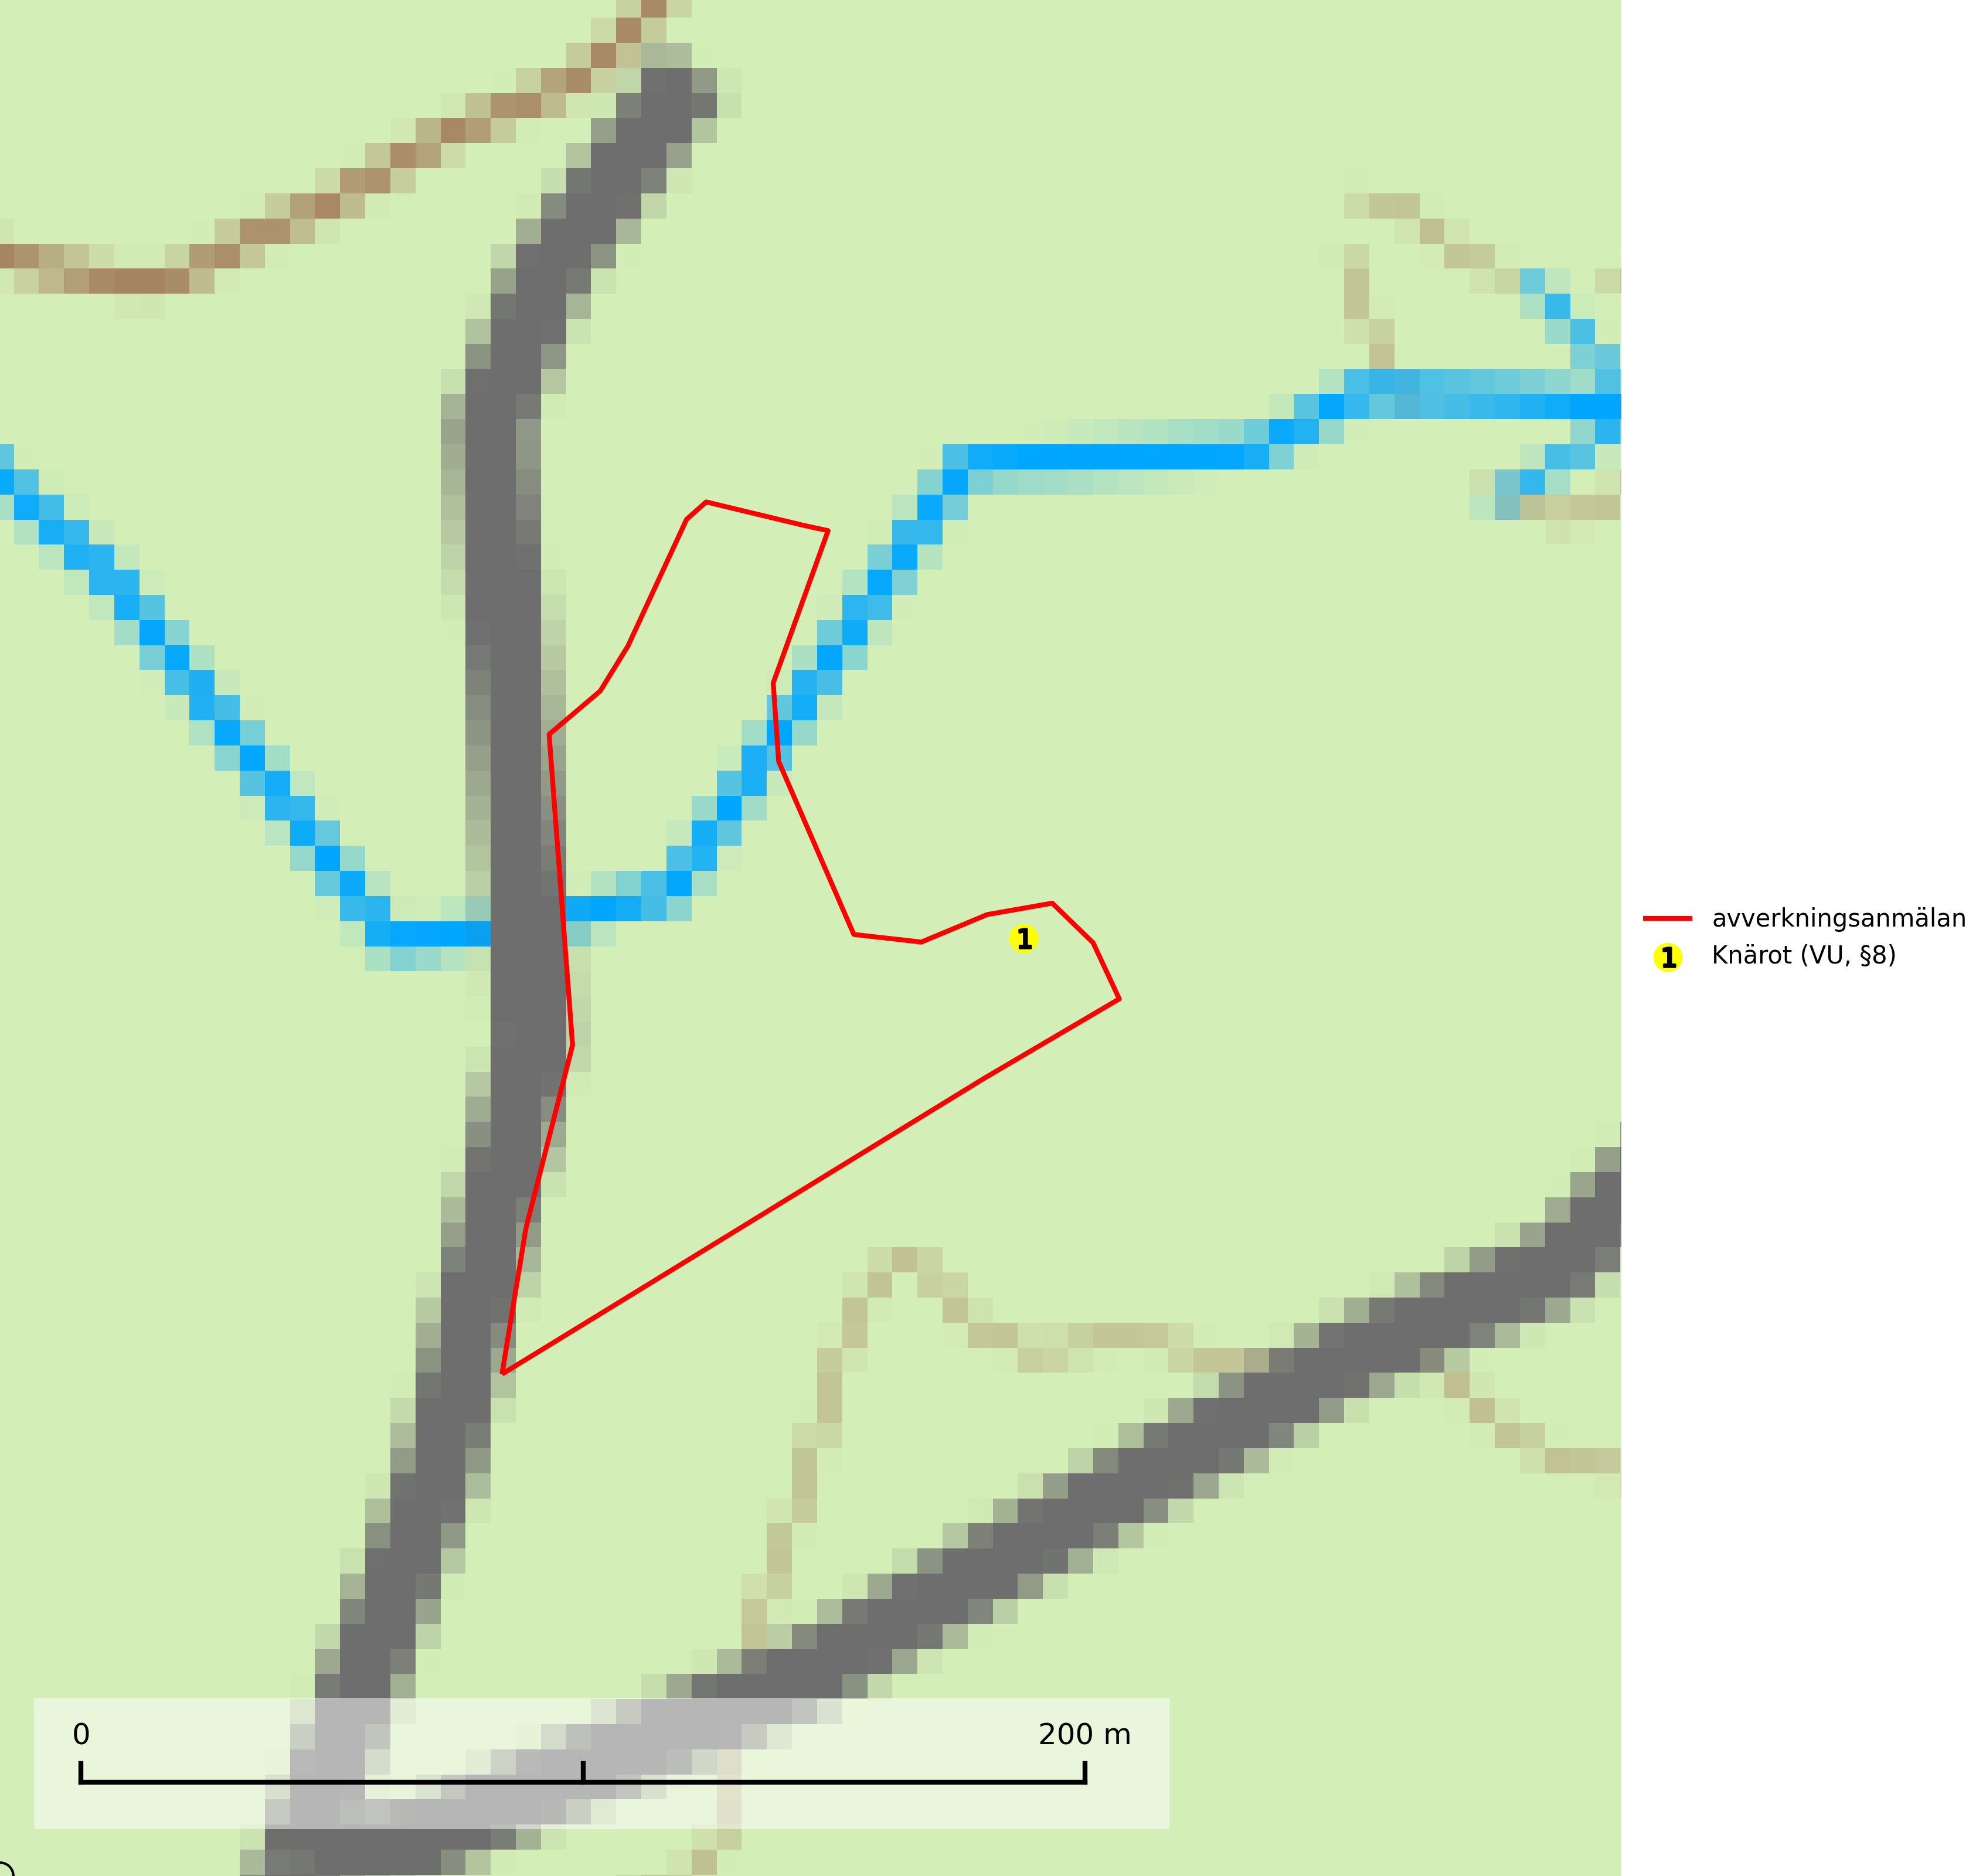 1
avverkningsanmälan
1 Knärot (VU, §8)
0 200 m